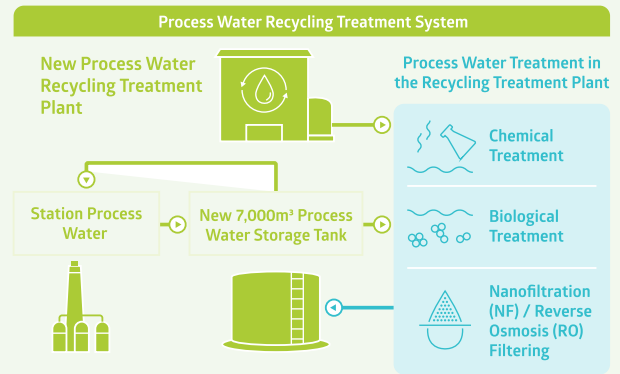 Process Water Recycling Treatment System
New Process Water
Recycling Treatment
Plant
Process Water Treatment in
the Recycling Treatment Plant
Chemical
Treatment
Station Process
Water
New 7,000m³ Process
Water Storage Tank
Biological
Treatment
Nanofiltration
(NF) / Reverse
Osmosis (RO)
Filtering